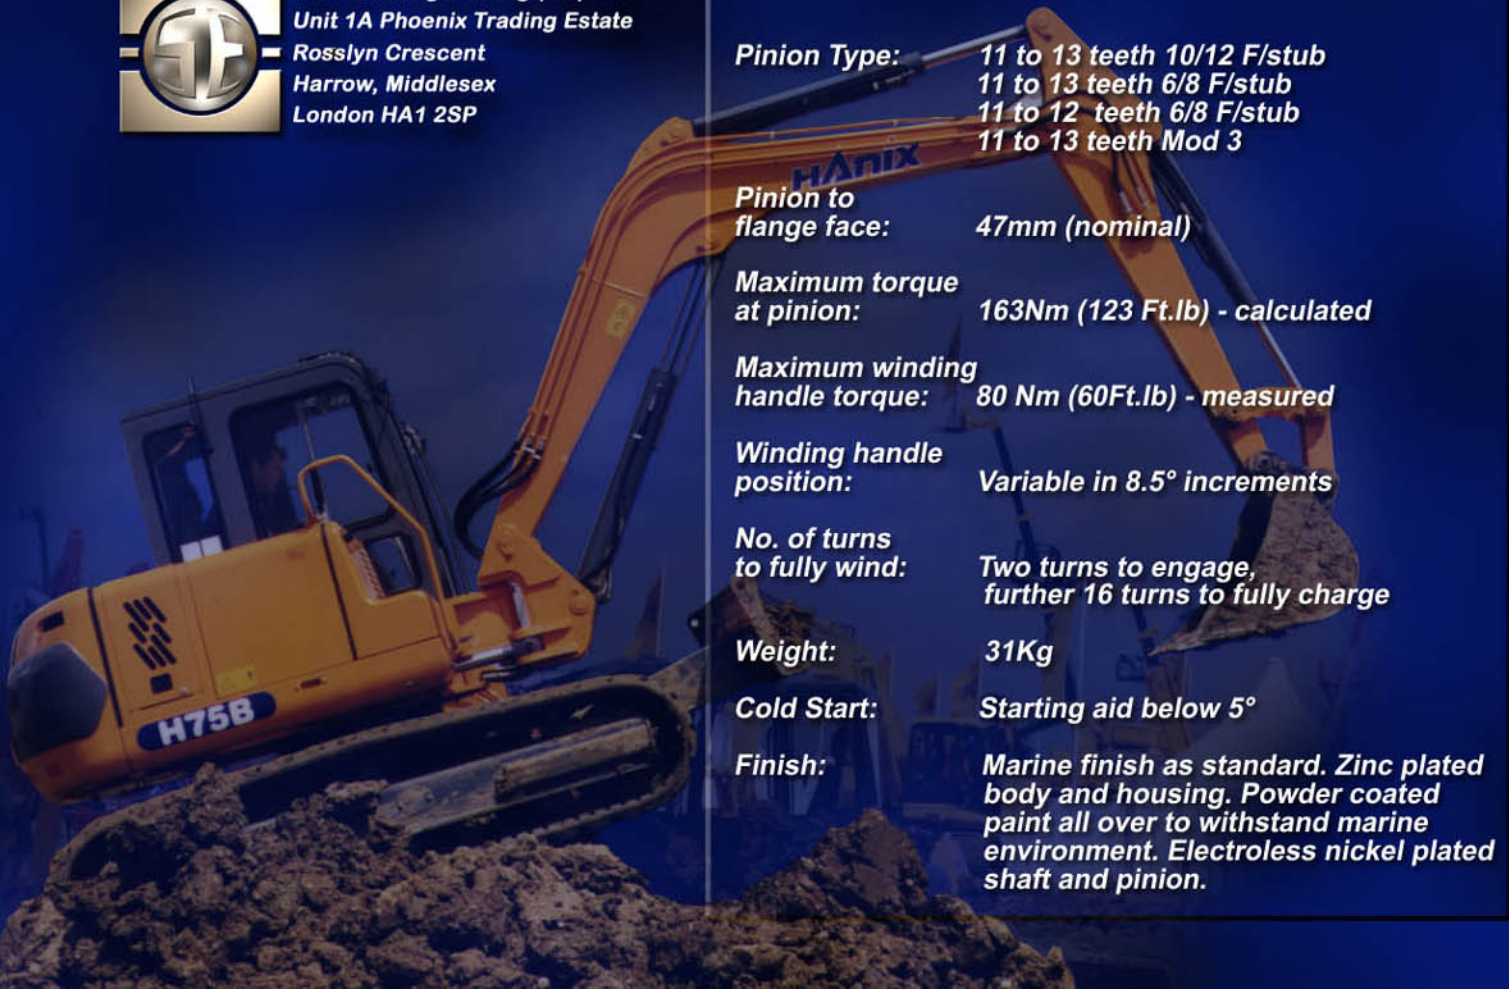 Unit 1A Phoenix Trading Estate
Rosslyn Crescent
Harrow, Middlesex
London HA1 2SP
Pinion Type: 11 to 13 teeth 10/12 F/stub
11 to 13 teeth 6/8 F/stub
11 to 12 teeth 6/8 F/stub
11 to 13 teeth Mod 3
Pinion to
flange face: 47mm (nominal)
Maximum torque
at pinion: 163Nm (123 Ft.lb) - calculated
Maximum winding
handle torque: 80 Nm (60Ft.lb) - measured
Winding handle
position: Variable in 8.5° increments
No. of turns
to fully wind: Two turns to engage,
further 16 turns to fully charge
Weight: 31Kg
Cold Start: Starting aid below 5°
Finish: Marine finish as standard. Zinc plated
body and housing. Powder coated
paint all over to withstand marine
environment. Electroless nickel plated
shaft and pinion.
HANIX
H75B